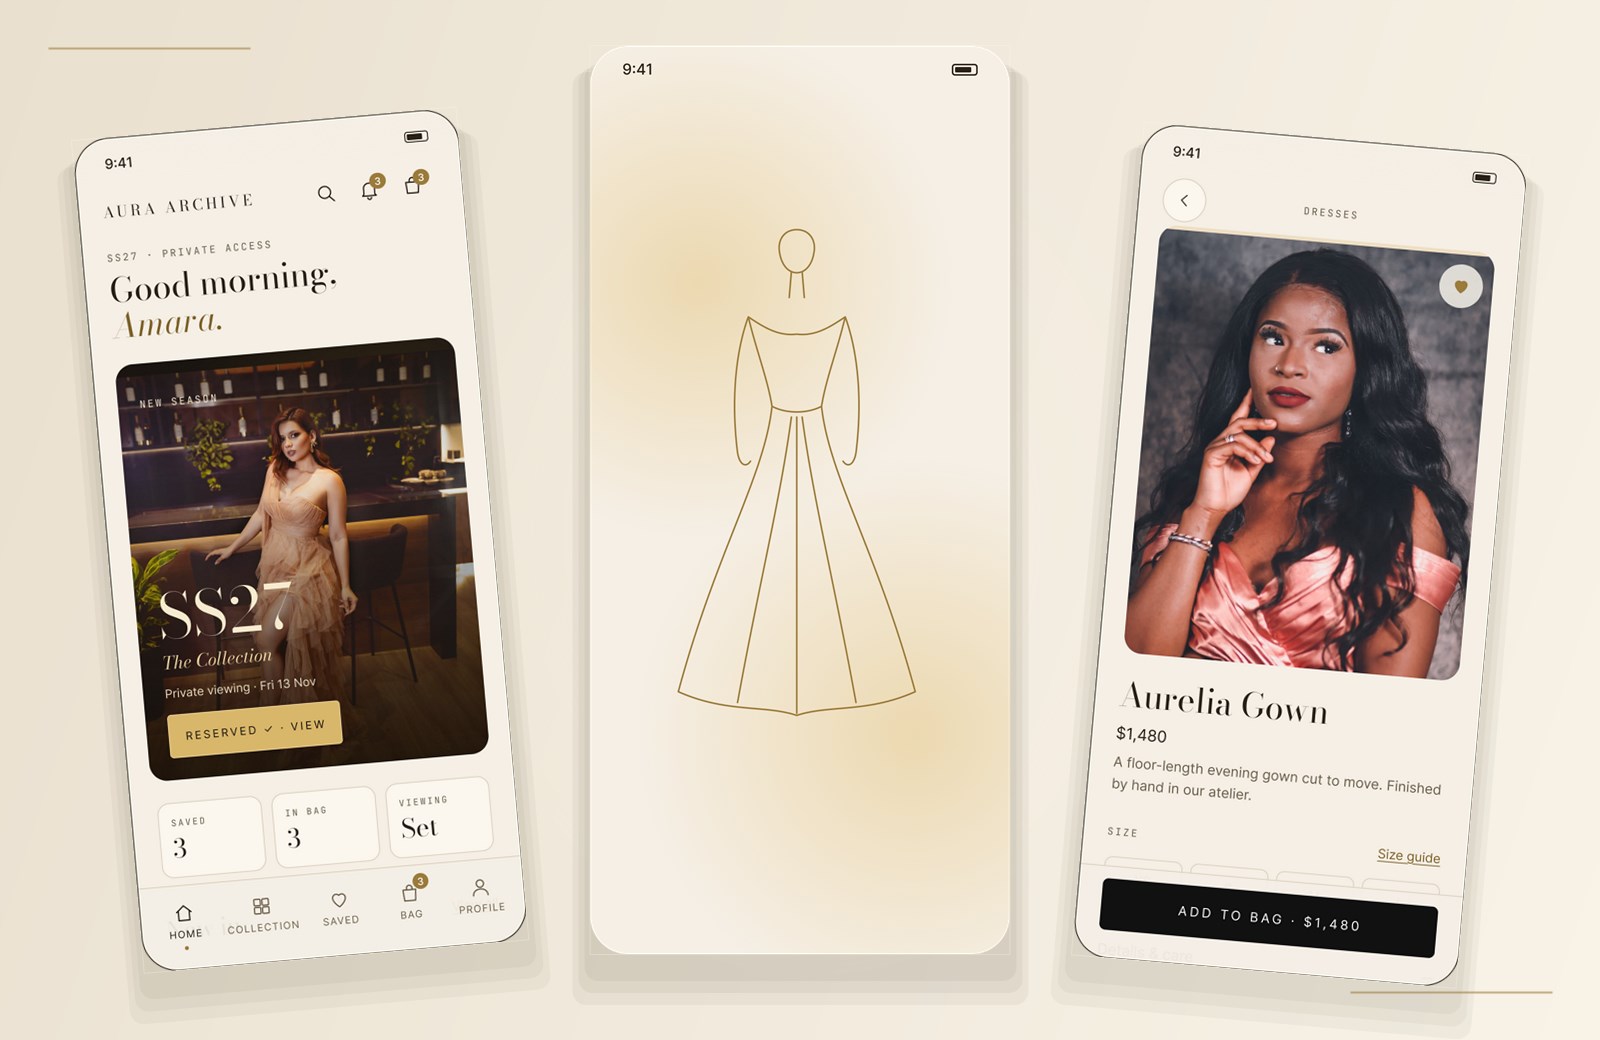 9:41
AURA ARCHIVE
3
3
SS27 · PRIVATE ACCESS
Good morning,
Amara.
NEW SEASON
SS27
The Collection
Private viewing · Fri 13 Nov
RESERVED ✓ · VIEW
SAVED
3
IN BAG
3
VIEWING
Set
HOME
COLLECTION
SAVED
3
BAG
PROFILE
9:41
9:41
DRESSES
Aurelia Gown
$1,480
A floor-length evening gown cut to move. Finished
by hand in our atelier.
SIZE
Size guide
ADD TO BAG · $1,480
Details & care